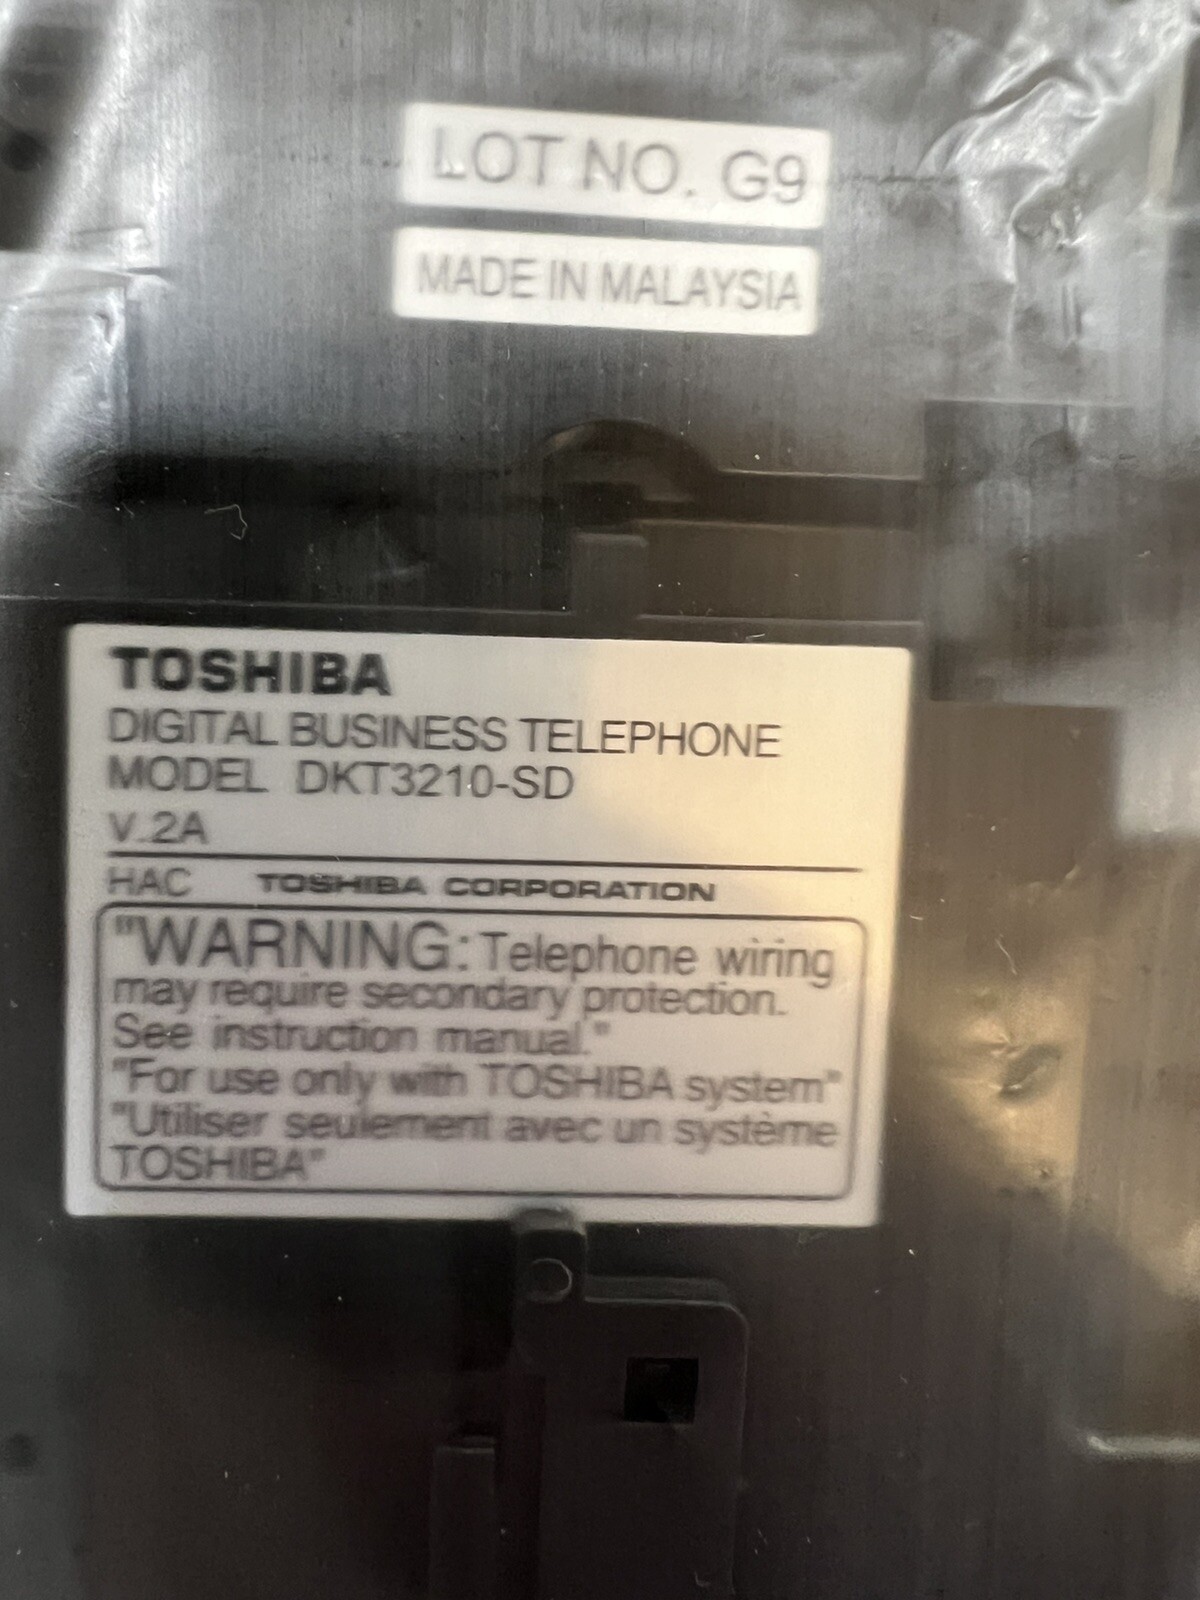 LOT NO. G9
MADE IN MALAYSIA
TOSHIBA
DIGITAL BUSINESS TELEPHONE
MODEL DKT3210-SD
V.2A
HAC TOSHIBA CORPORATION
"WARNING: Telephone wiring
may require secondary protection.
See instruction manual."
"For use only with TOSHIBA system"
"Utiliser seulement avec un système
TOSHIBA"